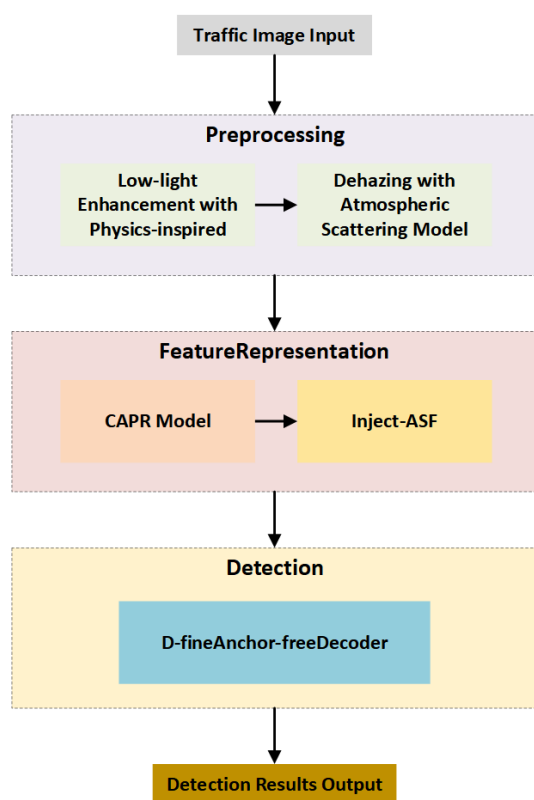 Traffic Image Input
Preprocessing
Low-light
Enhancement with
Physics-inspired
Dehazing with
Atmospheric
Scattering Model
FeatureRepresentation
CAPR Model
Inject-ASF
Detection
D-fineAnchor-freeDecoder
Detection Results Output